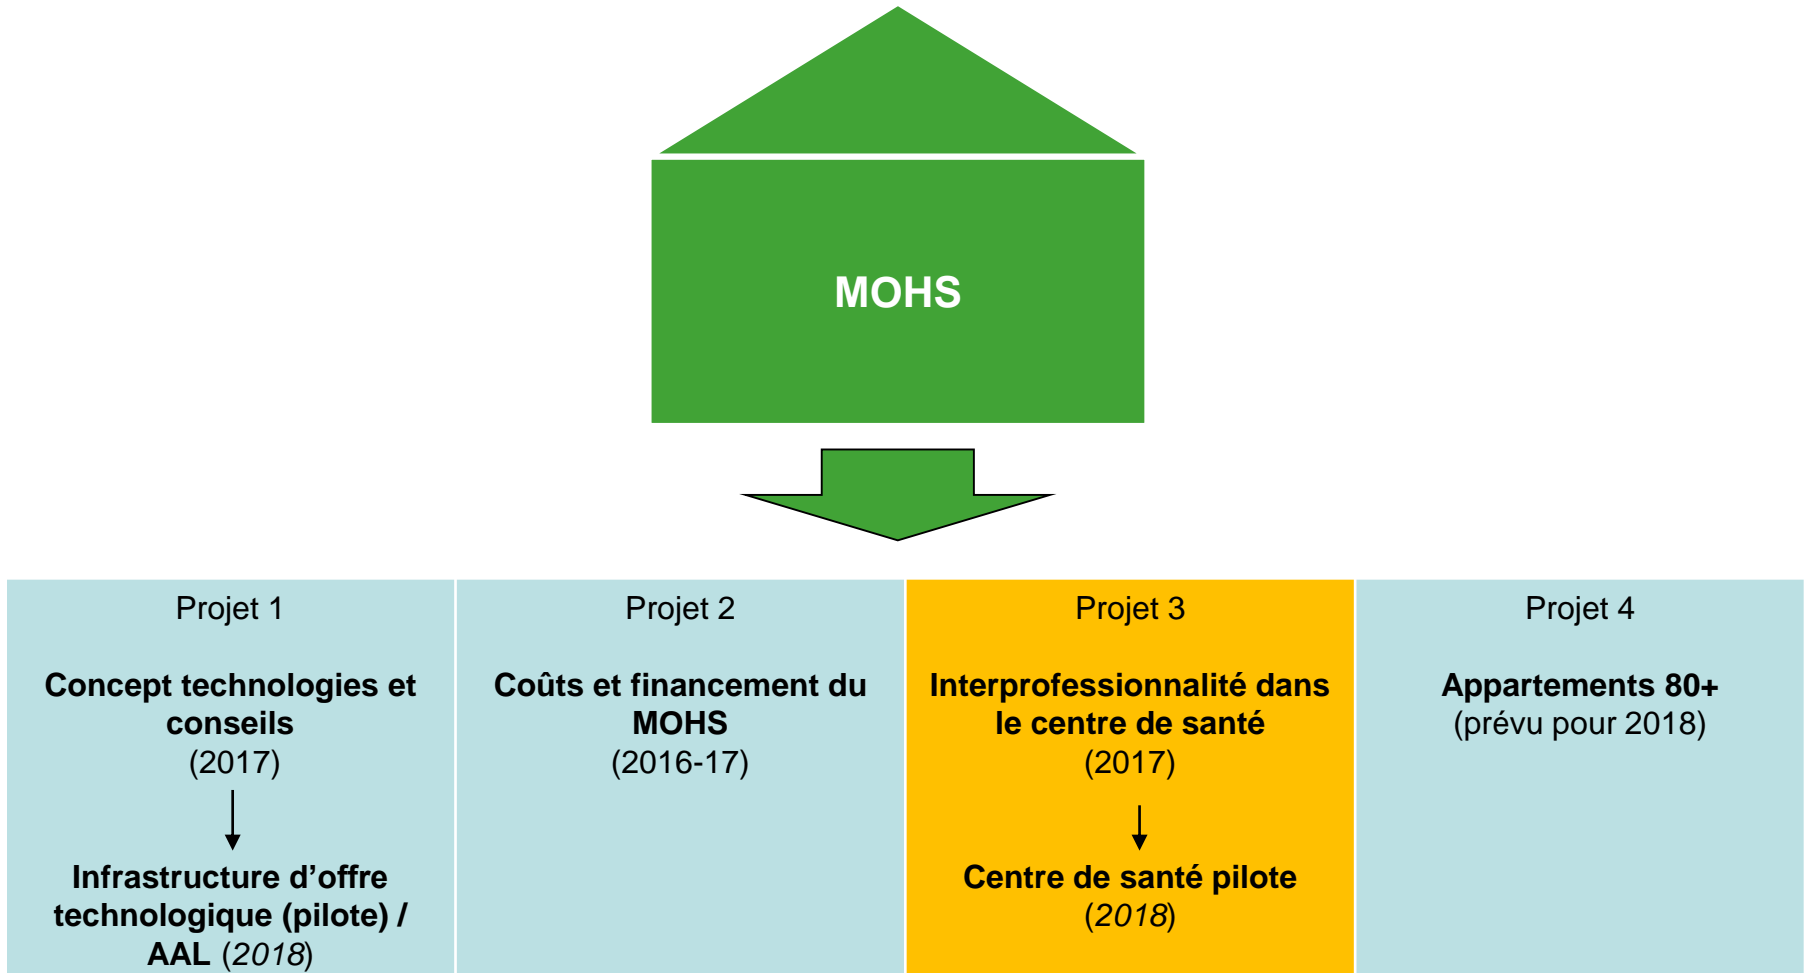 MOHS
Projet 1
Concept technologies et
conseils
(2017)
Infrastructure d’offre
technologique (pilote) /
AAL (2018)
Projet 2
Coûts et financement du
MOHS
(2016-17)
Projet 3
Interprofessionnalité dans
le centre de santé
(2017)
Centre de santé pilote
(2018)
Projet 4
Appartements 80+
(prévu pour 2018)